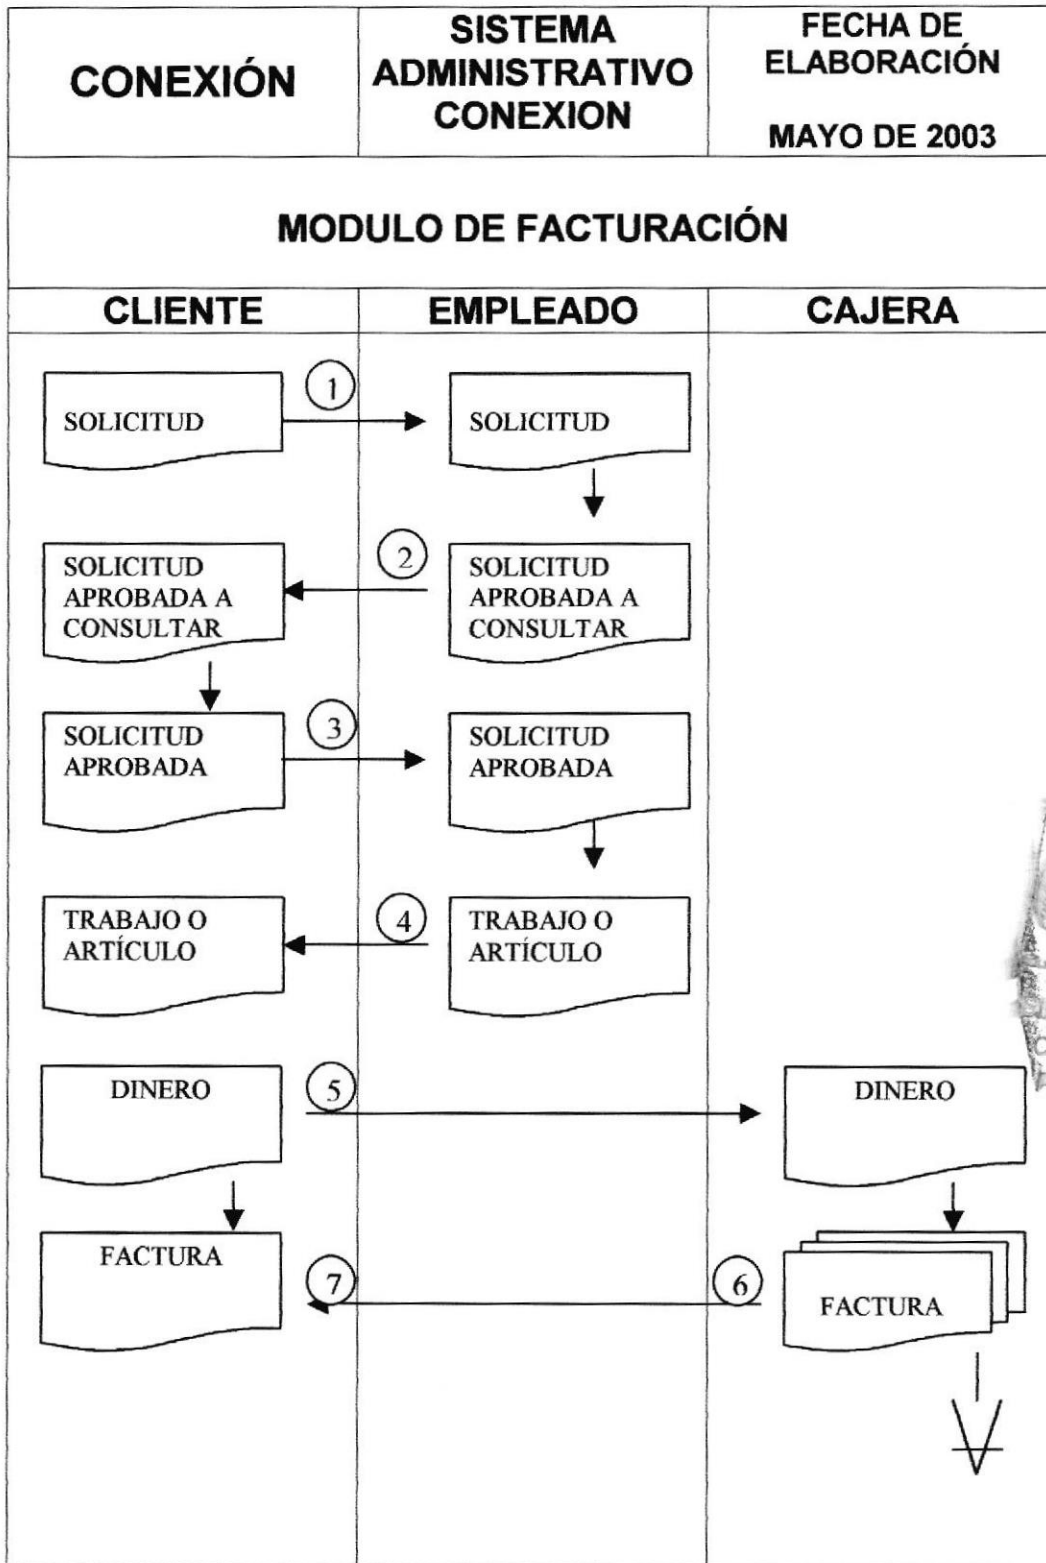 CONEXIÓN
SISTEMA
ADMINISTRATIVO
CONEXION
FECHA DE
ELABORACIÓN
MAYO DE 2003
MODULO DE FACTURACIÓN
CLIENTE
EMPLEADO
CAJERA
SOLICITUD
1
SOLICITUD
SOLICITUD
APROBADA A
CONSULTAR
2
SOLICITUD
APROBADA A
CONSULTAR
SOLICITUD
APROBADA
3
SOLICITUD
APROBADA
TRABAJO O
ARTÍCULO
4
TRABAJO O
ARTÍCULO
DINERO
5
DINERO
FACTURA
7
6
FACTURA